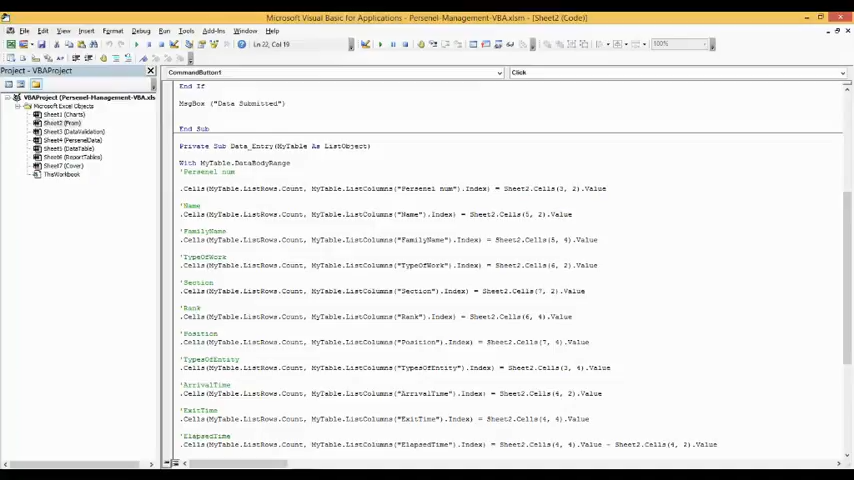 Microsoft Visual Basic for Applications - Personel-Management-VBA.xlsm - [Sheet2 (Code)]
File Edit View Insert Format Debug Run Tools Add-Ins Window Help
Ln 22, Col 19
100%
Project - VBAProject
VBAProject (Personel-Management-VBA.xlsm
Microsoft Excel Objects
Sheet1 (Charts)
Sheet2 (From)
Sheet3 (DataValidation)
Sheet4 (PersenelData)
Sheet5 (DataTable)
Sheet6 (ReportTables)
Sheet7 (Cover)
ThisWorkbook
CommandButton1
Click
End If
MsgBox ("Data Submitted")
End Sub
Private Sub Data_Entry(MyTable As ListObject)
With MyTable.DataBodyRange
'Personel num
.Cells(MyTable.ListRows.Count, MyTable.ListColumns("Personel num").Index) = Sheet2.Cells(3, 2).Value
'Name
.Cells(MyTable.ListRows.Count, MyTable.ListColumns("Name").Index) = Sheet2.Cells(5, 2).Value
'FamilyName
.Cells(MyTable.ListRows.Count, MyTable.ListColumns("FamilyName").Index) = Sheet2.Cells(5, 4).Value
'TypeOfWork
.Cells(MyTable.ListRows.Count, MyTable.ListColumns("TypeOfWork").Index) = Sheet2.Cells(6, 2).Value
'Section
.Cells(MyTable.ListRows.Count, MyTable.ListColumns("Section").Index) = Sheet2.Cells(7, 2).Value
'Rank
.Cells(MyTable.ListRows.Count, MyTable.ListColumns("Rank").Index) = Sheet2.Cells(6, 4).Value
'Position
.Cells(MyTable.ListRows.Count, MyTable.ListColumns("Position").Index) = Sheet2.Cells(7, 4).Value
'TypesOfEntity
.Cells(MyTable.ListRows.Count, MyTable.ListColumns("TypesOfEntity").Index) = Sheet2.Cells(3, 4).Value
'ArrivalTime
.Cells(MyTable.ListRows.Count, MyTable.ListColumns("ArrivalTime").Index) = Sheet2.Cells(4, 2).Value
'ExitTime
.Cells(MyTable.ListRows.Count, MyTable.ListColumns("ExitTime").Index) = Sheet2.Cells(4, 4).Value
'ElapsedTime
.Cells(MyTable.ListRows.Count, MyTable.ListColumns("ElapsedTime").Index) = Sheet2.Cells(4, 4).Value - Sheet2.Cells(4, 2).Value